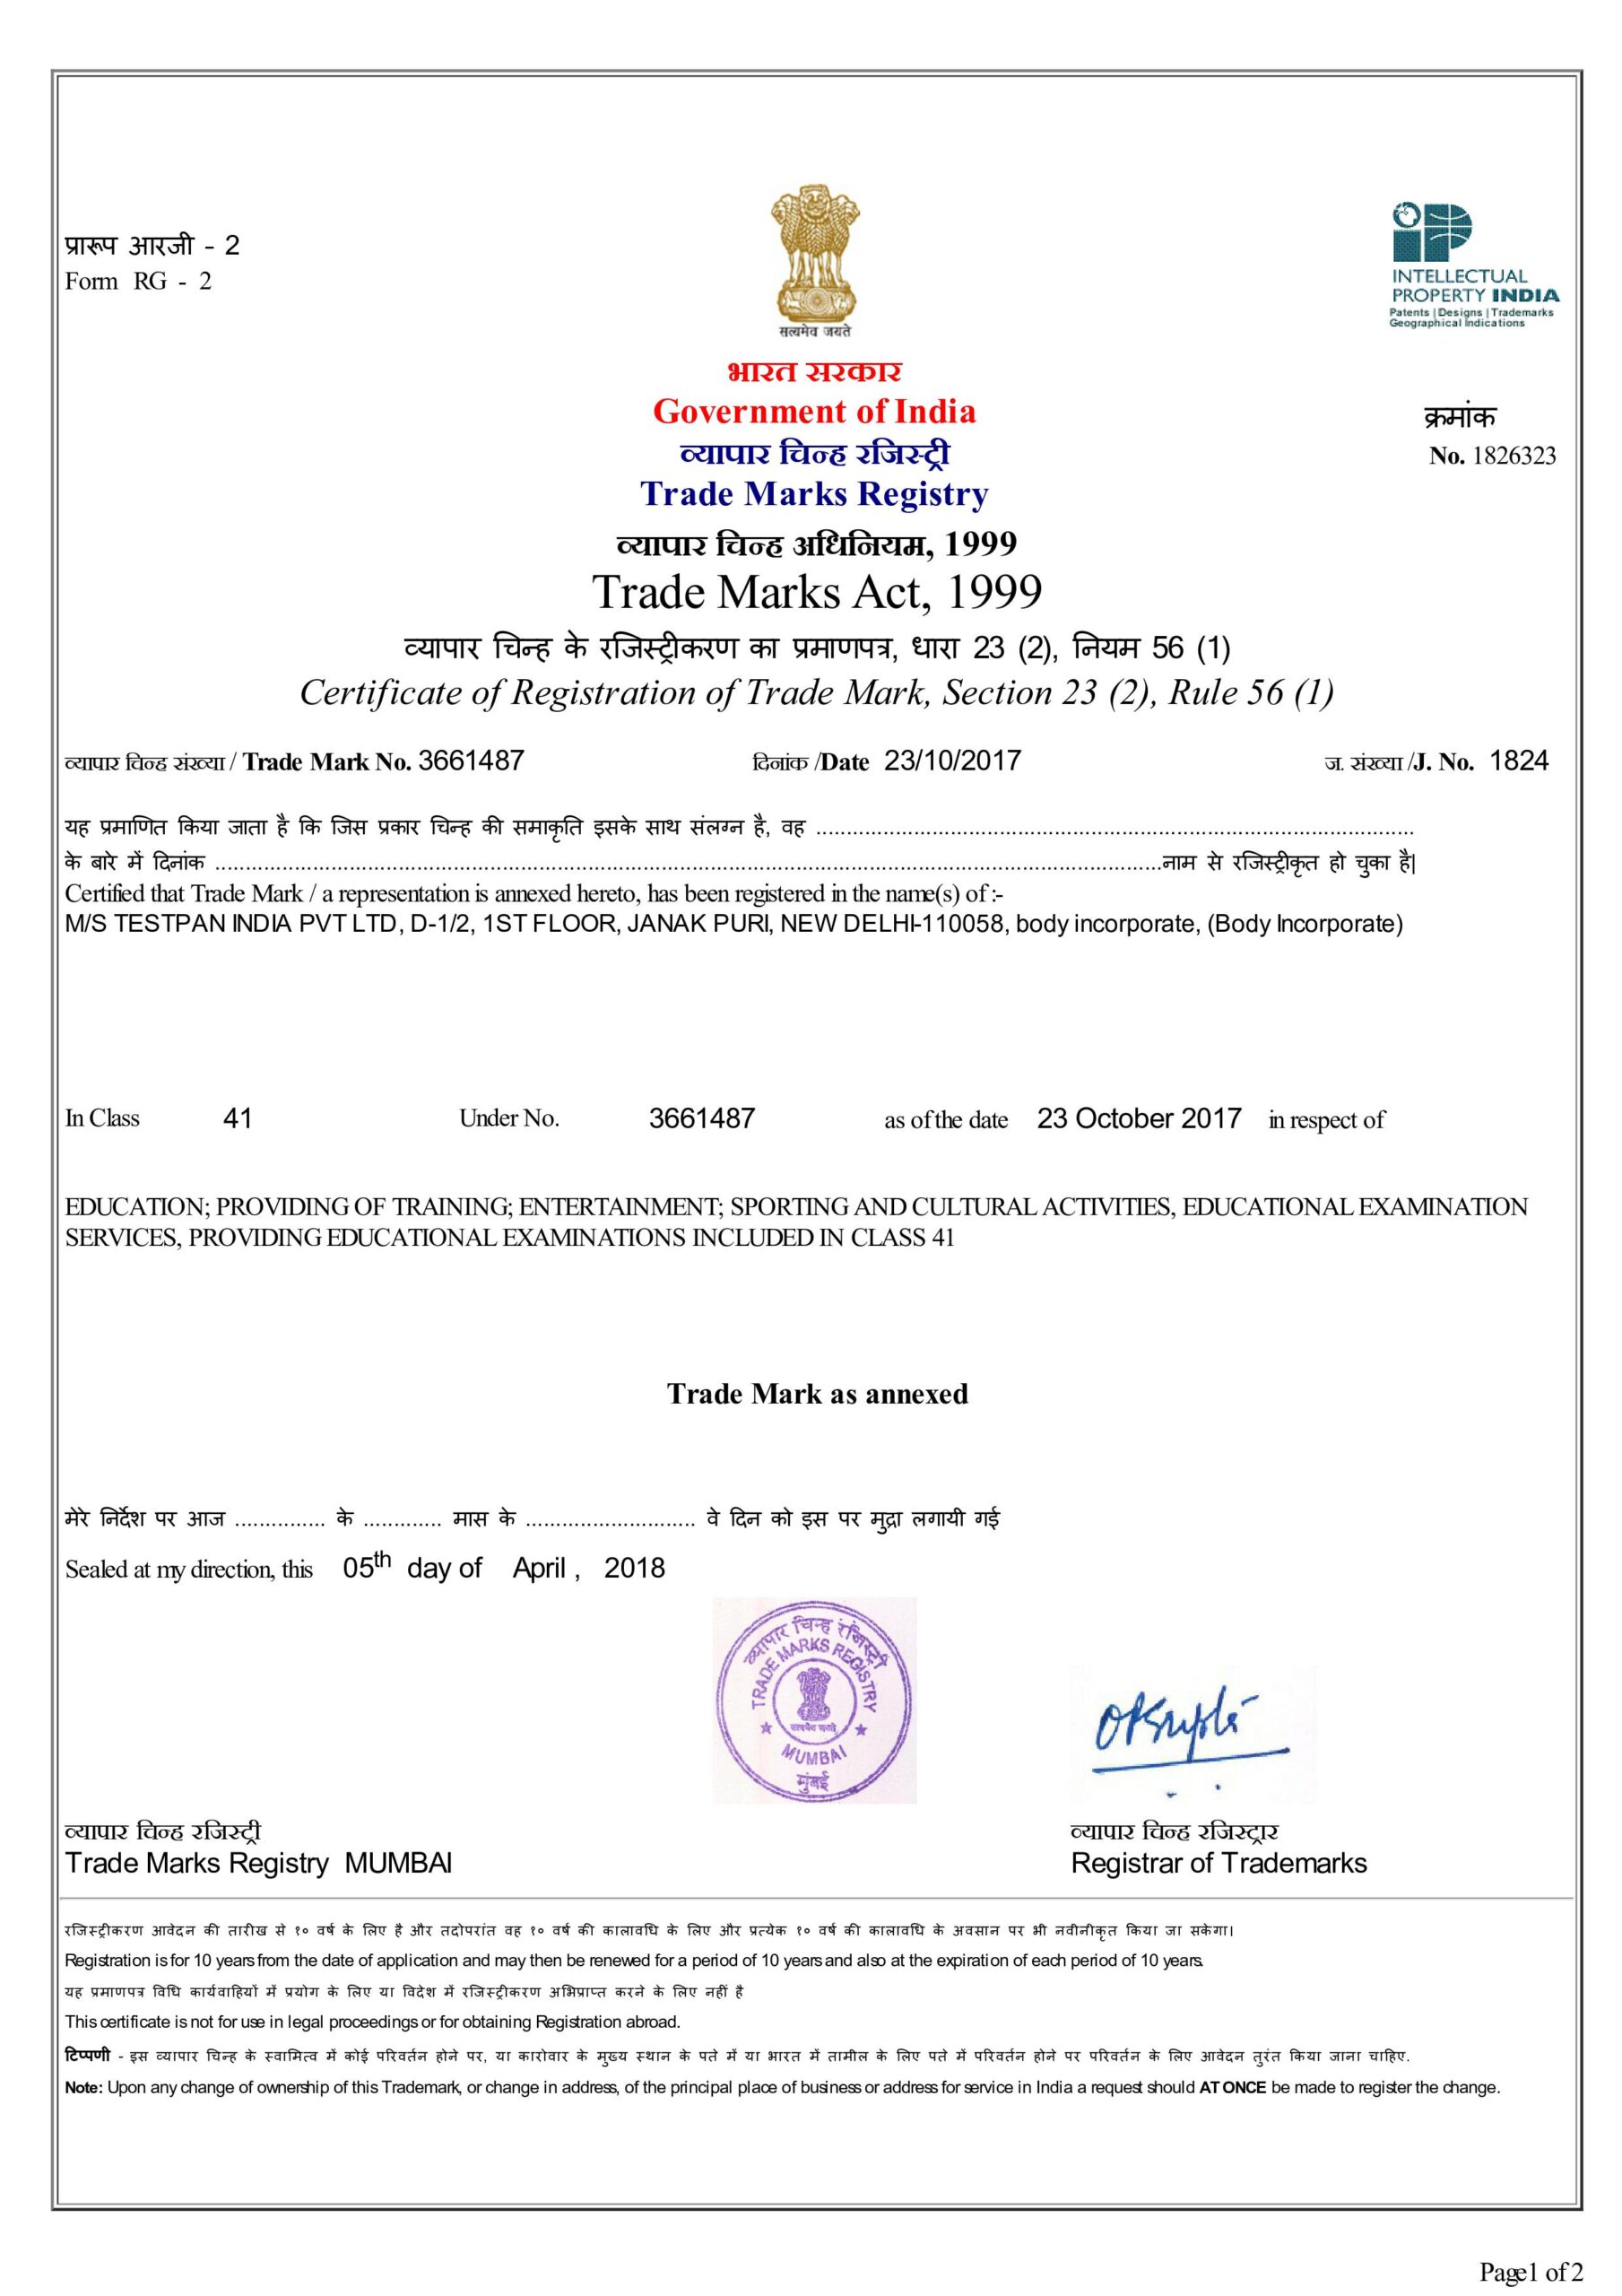 प्रारूप आरजी - 2
Form RG - 2
सत्यमेव जयते
INTELLECTUAL
PROPERTY INDIA
Patents | Designs | Trademarks
Geographical Indications
भारत सरकार
Government of India
व्यापार चिन्ह रजिस्ट्री
Trade Marks Registry
क्रमांक
No. 1826323
व्यापार चिन्ह अधिनियम, 1999
Trade Marks Act, 1999
व्यापार चिन्ह के रजिस्ट्रीकरण का प्रमाणपत्र, धारा 23 (2), नियम 56 (1)
Certificate of Registration of Trade Mark, Section 23 (2), Rule 56 (1)
व्यापार चिन्ह संख्या / Trade Mark No. 3661487 दिनांक /Date 23/10/2017 ज. संख्या /J. No. 1824
यह प्रमाणित किया जाता है कि जिस प्रकार चिन्ह की समाकृति इसके साथ संलग्न है, वह ....................................................................................................
के बारे में दिनांक ..............................................................................................................................................................नाम से रजिस्ट्रीकृत हो चुका है|
Certified that Trade Mark / a representation is annexed hereto, has been registered in the name(s) of :-
M/S TESTPAN INDIA PVT LTD, D-1/2, 1ST FLOOR, JANAK PURI, NEW DELHI-110058, body incorporate, (Body Incorporate)
In Class 41 Under No. 3661487 as of the date 23 October 2017 in respect of
EDUCATION; PROVIDING OF TRAINING; ENTERTAINMENT; SPORTING AND CULTURAL ACTIVITIES, EDUCATIONAL EXAMINATION
SERVICES, PROVIDING EDUCATIONAL EXAMINATIONS INCLUDED IN CLASS 41
Trade Mark as annexed
मेरे निर्देश पर आज ............... के ............. मास के ............................ वे दिन को इस पर मुद्रा लगायी गई
Sealed at my direction, this 05th day of April , 2018
व्यापार चिन्ह रजिस्ट्री
TRADE MARKS REGISTRY
सत्यमेव जयते
MUMBAI
मुंबई
व्यापार चिन्ह रजिस्ट्री
Trade Marks Registry MUMBAI
व्यापार चिन्ह रजिस्ट्रार
Registrar of Trademarks
रजिस्ट्रीकरण आवेदन की तारीख से १० वर्ष के लिए है और तदोपरांत वह १० वर्ष की कालावधि के लिए और प्रत्येक १० वर्ष की कालावधि के अवसान पर भी नवीनीकृत किया जा सकेगा।
Registration is for 10 years from the date of application and may then be renewed for a period of 10 years and also at the expiration of each period of 10 years.
यह प्रमाणपत्र विधि कार्यवाहियों में प्रयोग के लिए या विदेश में रजिस्ट्रीकरण अभिप्राप्त करने के लिए नहीं है
This certificate is not for use in legal proceedings or for obtaining Registration abroad.
टिप्पणी - इस व्यापार चिन्ह के स्वामित्व में कोई परिवर्तन होने पर, या कारोवार के मुख्य स्थान के पते में या भारत में तामील के लिए पते में परिवर्तन होने पर परिवर्तन के लिए आवेदन तुरंत किया जाना चाहिए.
Note: Upon any change of ownership of this Trademark, or change in address, of the principal place of business or address for service in India a request should AT ONCE be made to register the change.
Page1 of 2